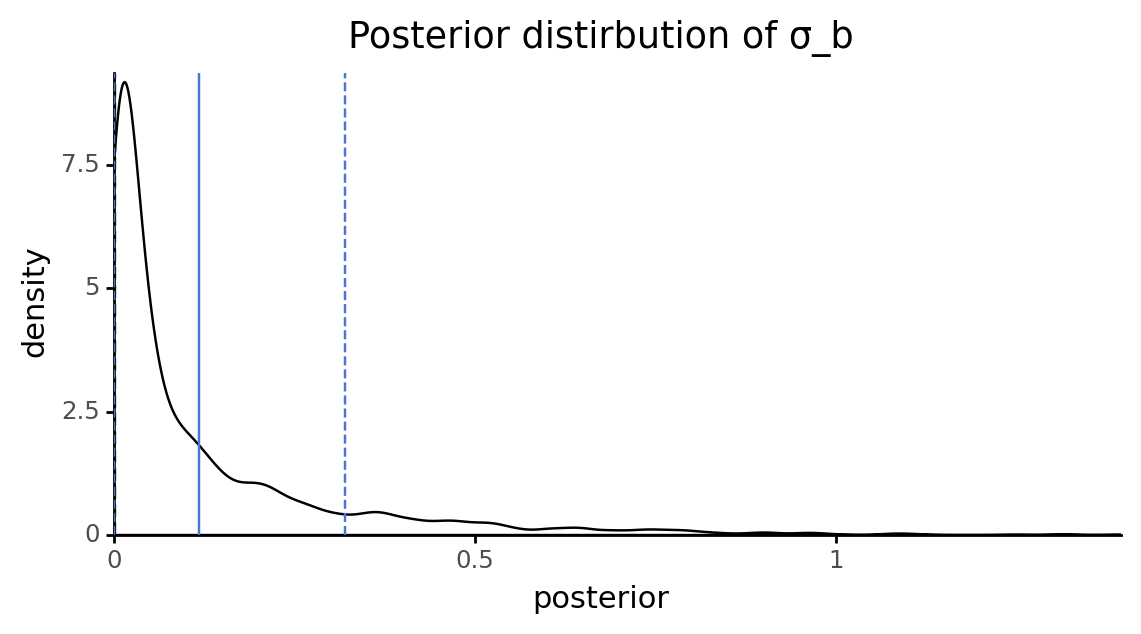 Posterior distirbution of σ_b
density
7.5
5
2.5
0
0
0.5
1
posterior